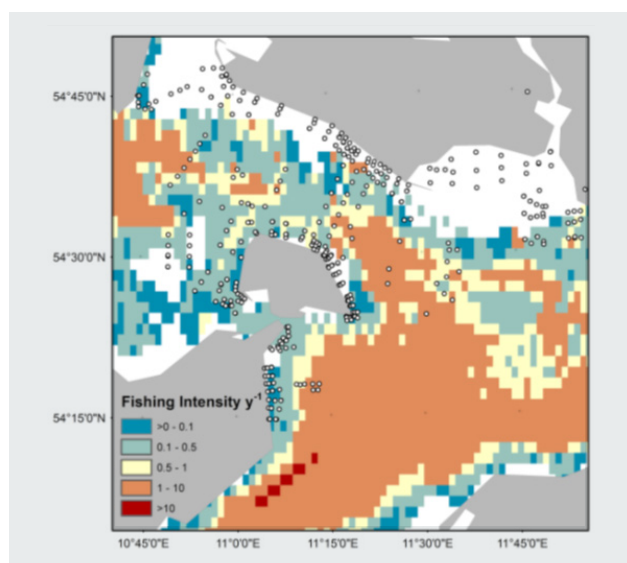 54°45'0"N
54°30'0"N
54°15'0"N
Fishing Intensity y⁻¹
>0 - 0.1
0.1 - 0.5
0.5 - 1
1 - 10
>10
10°45'0"E 11°0'0"E 11°15'0"E 11°30'0"E 11°45'0"E